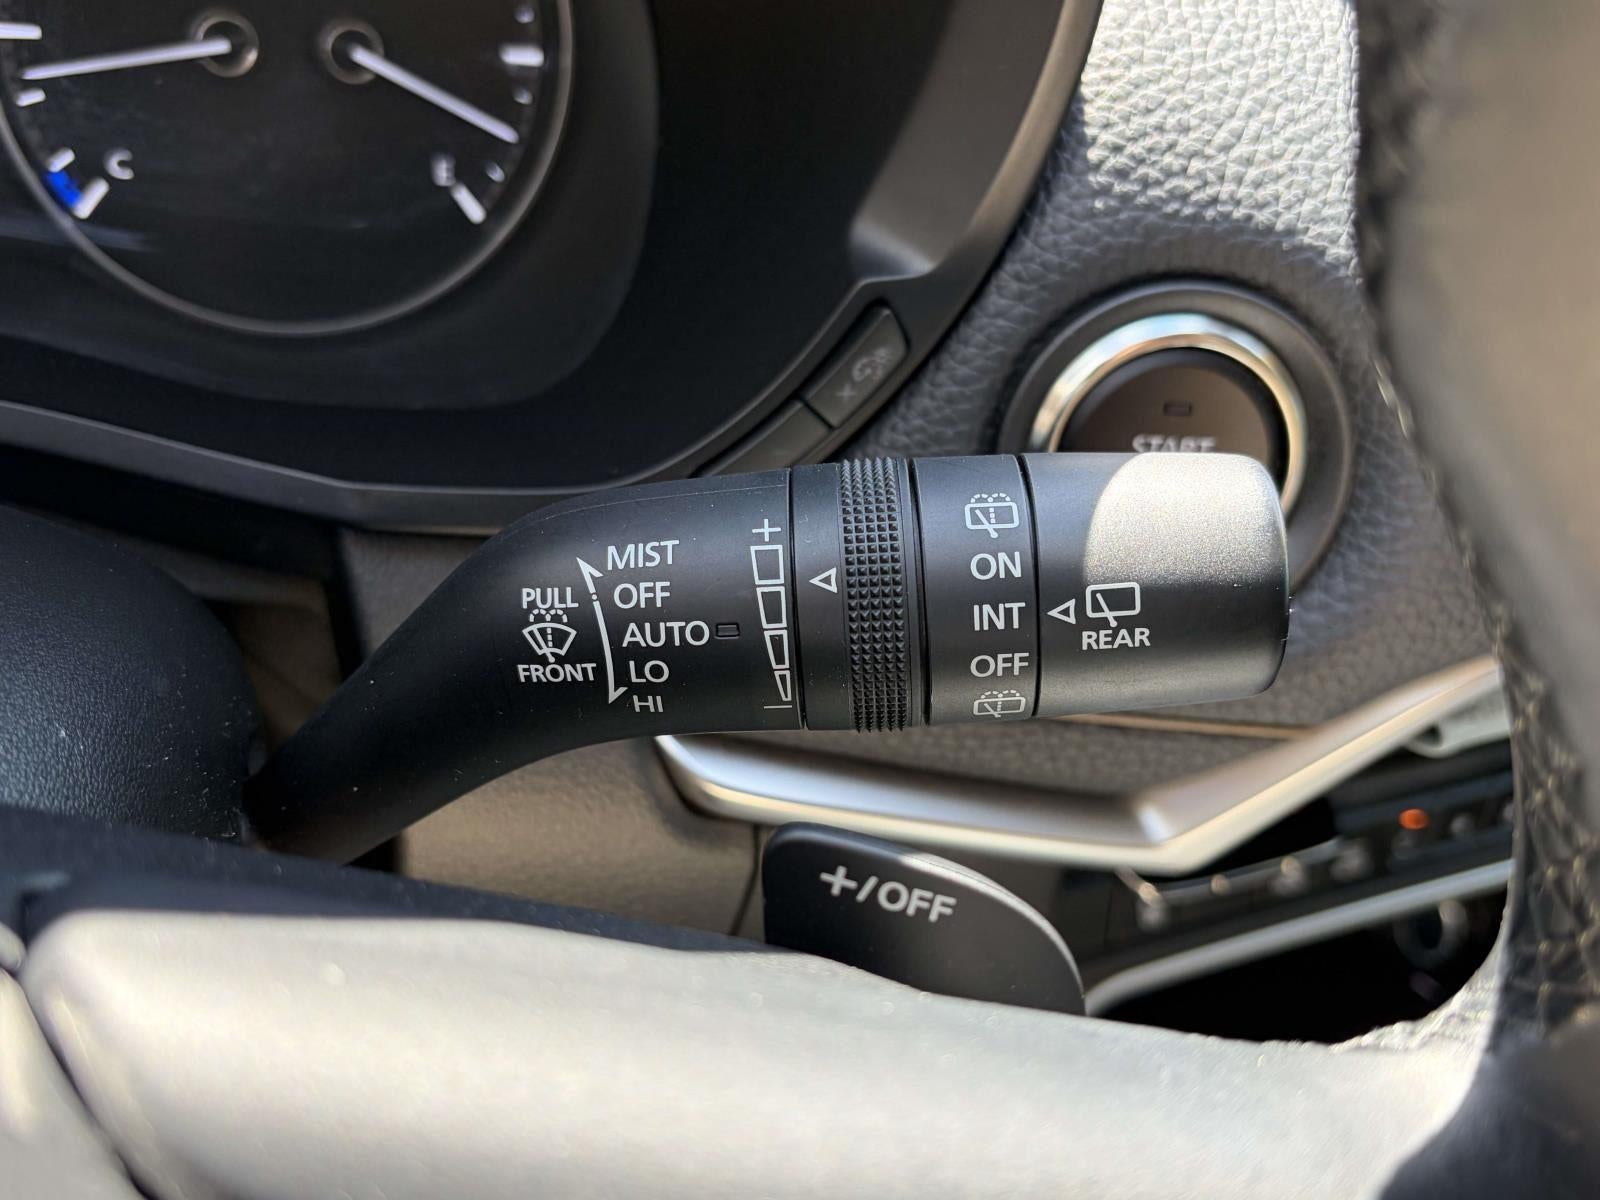 C
E
START
MIST
OFF
AUTO
LO
HI
PULL
FRONT
+
ON
INT
OFF
REAR
+/OFF